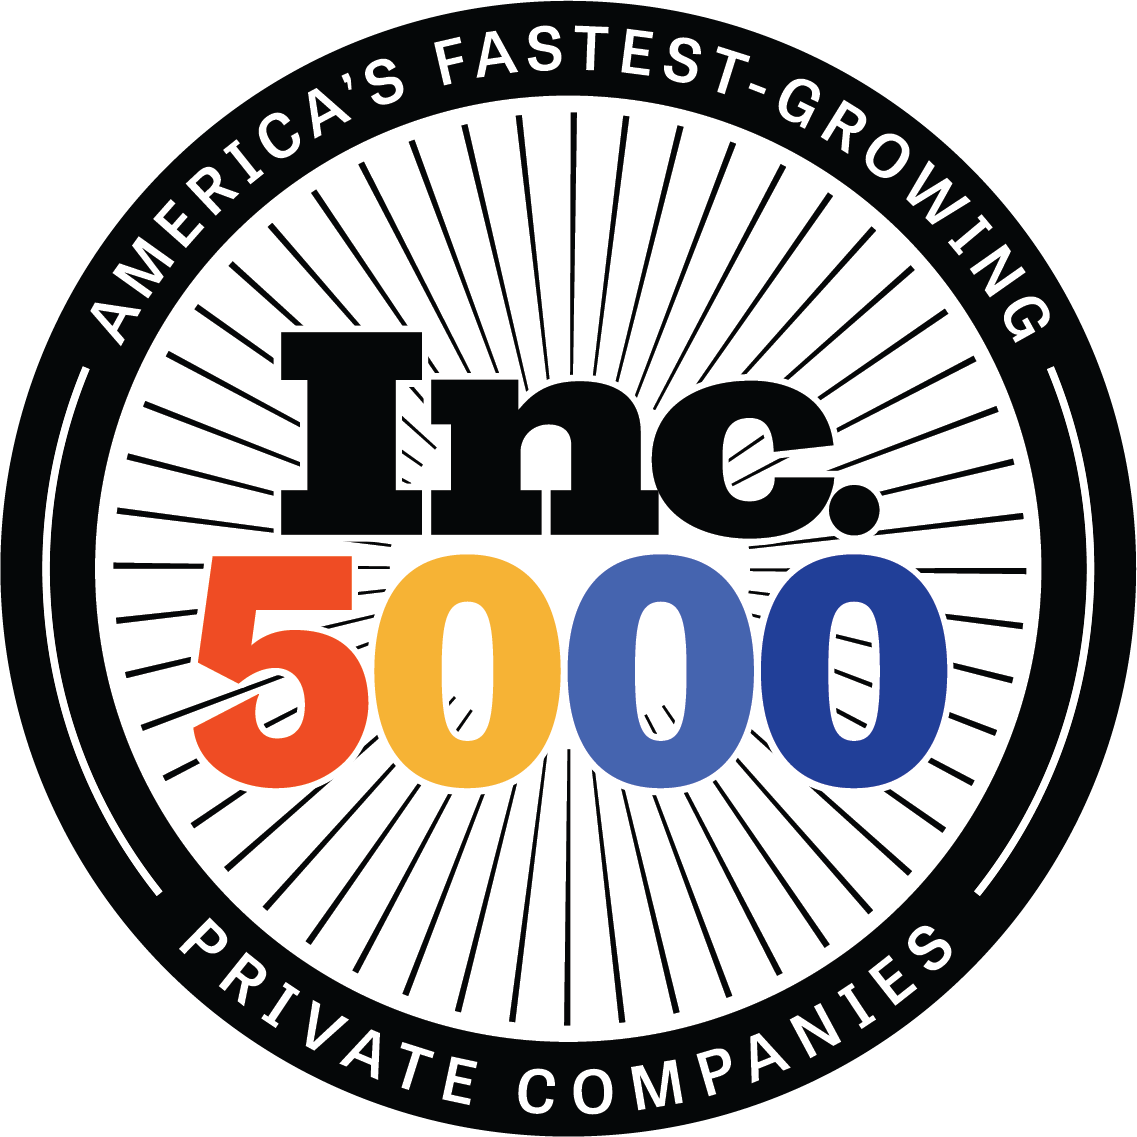 AMERICA'S FASTEST-GROWING
Inc.
5000
PRIVATE COMPANIES